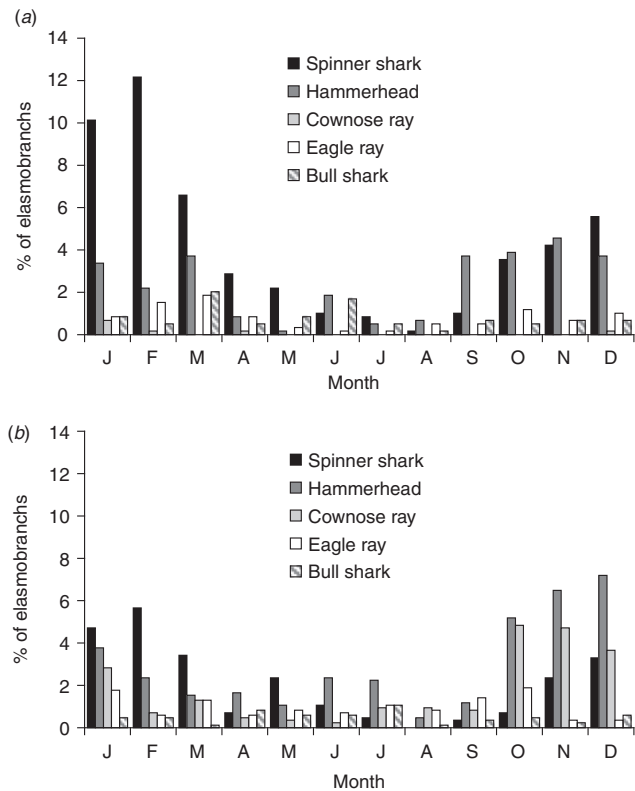 (a)
14
12
10
8
6
4
2
0
% of elasmobranchs
Spinner shark
Hammerhead
Cownose ray
Eagle ray
Bull shark
J F M A M J J A S O N D
Month
(b)
14
12
10
8
6
4
2
0
% of elasmobranchs
Spinner shark
Hammerhead
Cownose ray
Eagle ray
Bull shark
J F M A M J J A S O N D
Month